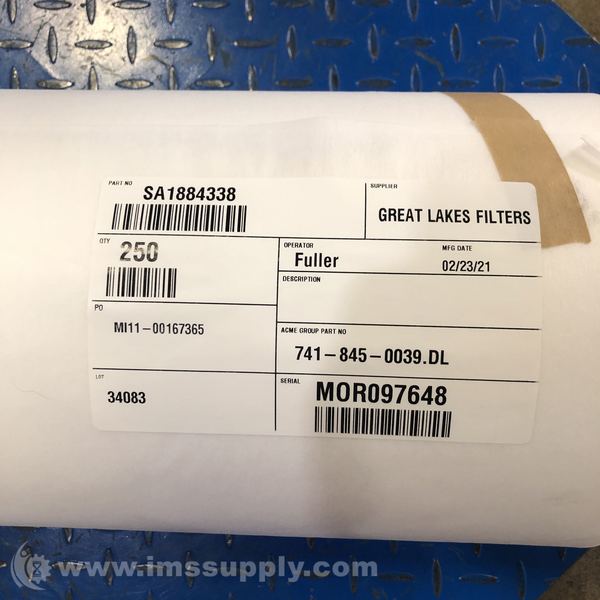 PART NO
SA1884338
SUPPLIER
GREAT LAKES FILTERS
QTY
250
OPERATOR
Fuller
MFG DATE
02/23/21
DESCRIPTION
PO
MI11-00167365
ACME GROUP PART NO
741-845-0039.DL
LOT
34083
SERIAL
MOR097648
www.imssupply.com